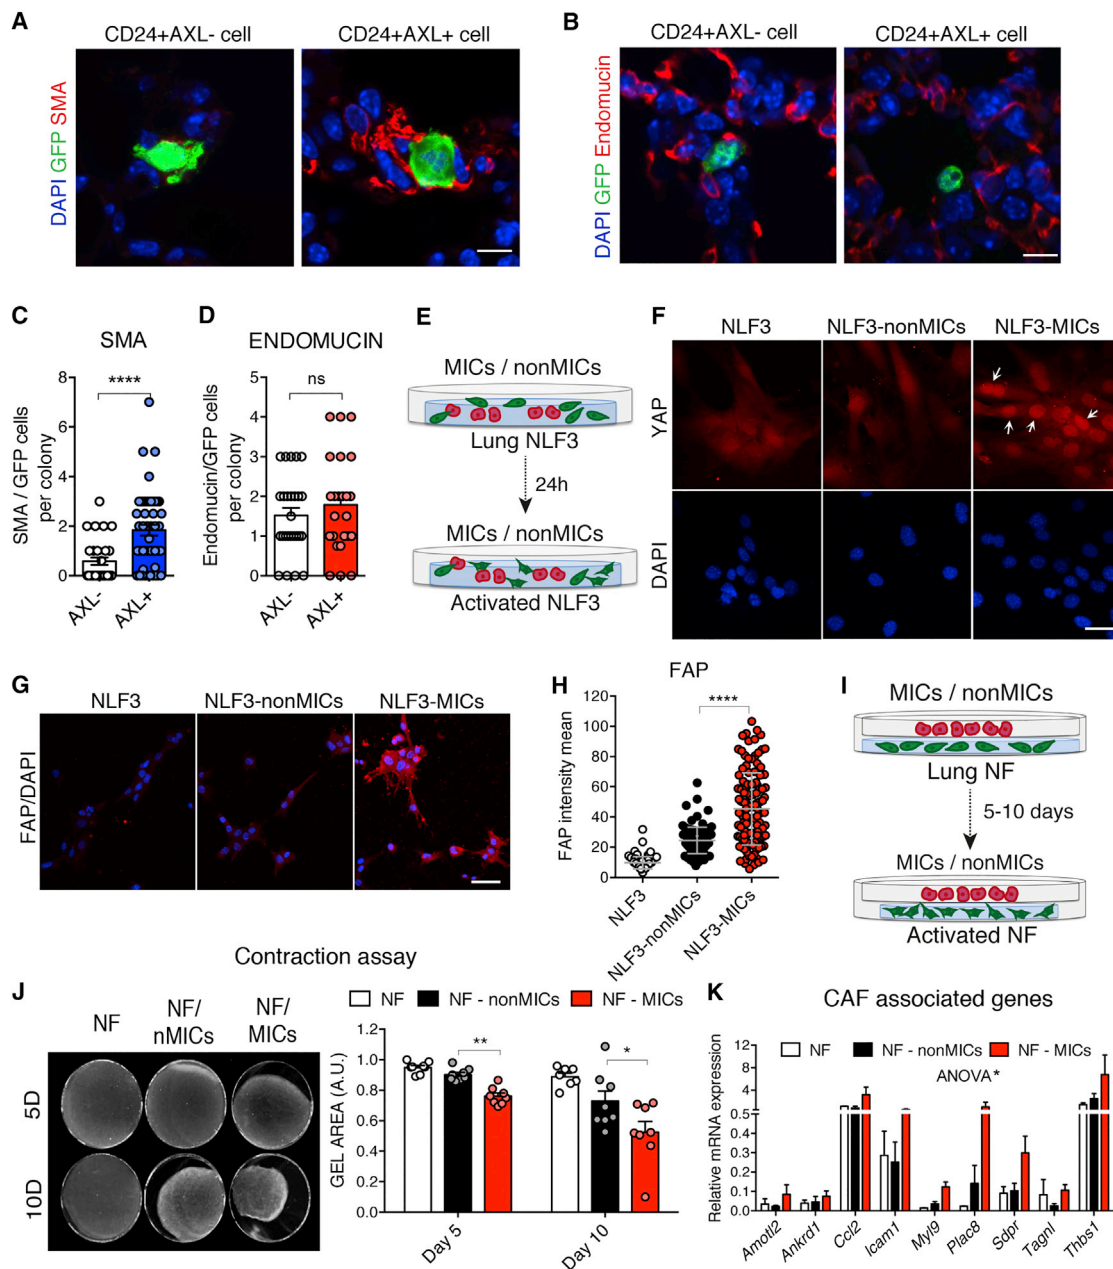 A
CD24+AXL- cell
CD24+AXL+ cell
DAPI GFP SMA
B
CD24+AXL- cell
CD24+AXL+ cell
DAPI GFP Endomucin
C
SMA
****
SMA / GFP cells
per colony
8
6
4
2
0
AXL-
AXL+
D
ENDOMUCIN
ns
Endomucin/GFP cells
per colony
5
4
3
2
1
0
AXL-
AXL+
E
MICs / nonMICs
Lung NLF3
24h
MICs / nonMICs
Activated NLF3
F
NLF3
NLF3-nonMICs
NLF3-MICs
YAP
DAPI
G
NLF3
NLF3-nonMICs
NLF3-MICs
FAP/DAPI
H
FAP
****
FAP intensity mean
120
100
80
60
40
20
0
NLF3
NLF3-nonMICs
NLF3-MICs
I
MICs / nonMICs
Lung NF
5-10 days
MICs / nonMICs
Activated NF
Contraction assay
J
NF
NF/
nMICs
NF/
MICs
5D
10D
NF
NF - nonMICs
NF - MICs
**
*
GEL AREA (A.U.)
1.2
1.0
0.8
0.6
0.4
0.2
0.0
Day 5
Day 10
K
CAF associated genes
NF
NF - nonMICs
NF - MICs
ANOVA*
Relative mRNA expression
8
6
4
2
0.5
0.4
0.3
0.2
0.1
0.0
Amotl2
Ankrd1
Ccl2
Icam1
Myl9
Plac8
Sdpr
Tagnl
Thbs1